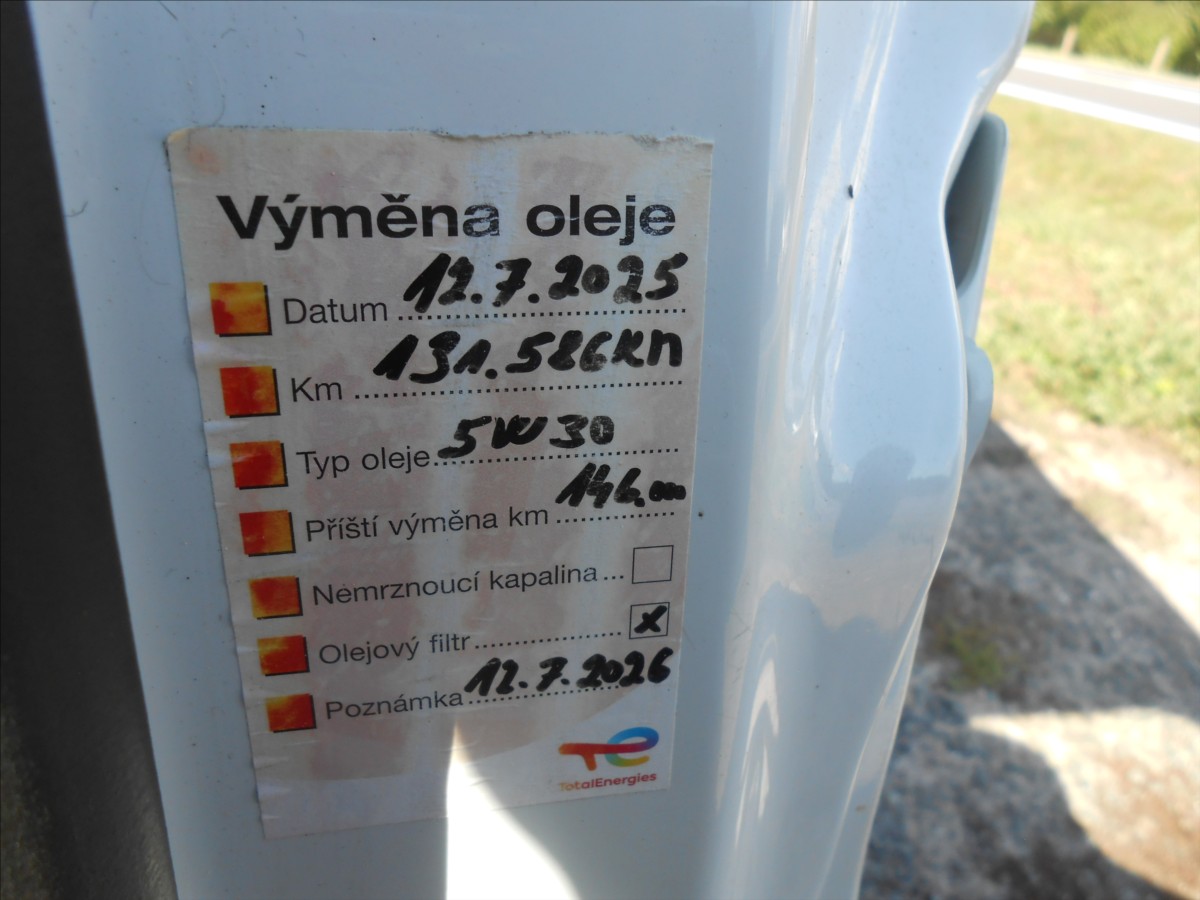 Výměna oleje
Datum 12.7.2025
Km 131.586KM
Typ oleje 5W30
Příští výměna km 146.000
Nemrznoucí kapalina...
Olejový filtr x
Poznámka 12.7.2026
TotalEnergies